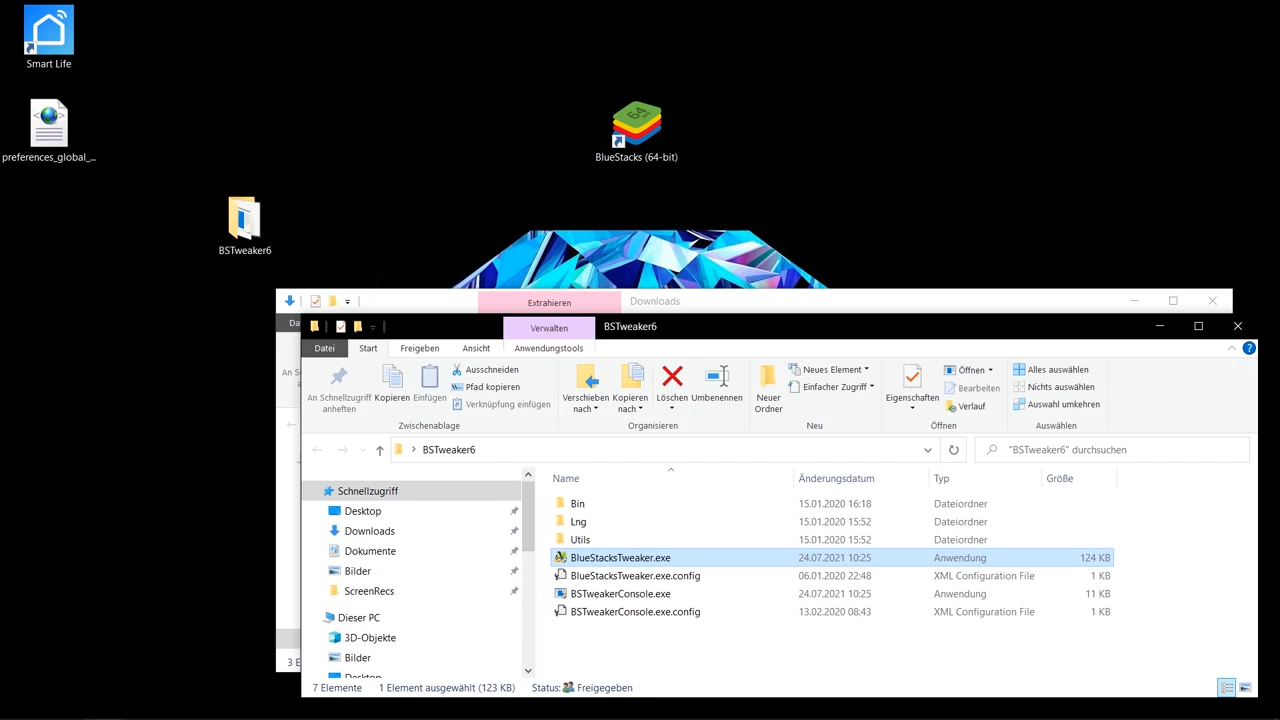 Smart Life
preferences_global_...
64
BlueStacks (64-bit)
BSTweaker6
Extrahieren
Downloads
Verwalten
BSTweaker6
Datei
Start
Freigeben
Ansicht
Anwendungstools
An Schnellzugriff
anheften
Kopieren
Einfügen
Ausschneiden
Pfad kopieren
Verknüpfung einfügen
Zwischenablage
Verschieben
nach
Kopieren
nach
Löschen
Umbenennen
Organisieren
Neuer
Ordner
Neues Element
Einfacher Zugriff
Neu
Eigenschaften
Öffnen
Bearbeiten
Verlauf
Öffnen
Alles auswählen
Nichts auswählen
Auswahl umkehren
Auswählen
BSTweaker6
"BSTweaker6" durchsuchen
Schnellzugriff
Desktop
Downloads
Dokumente
Bilder
ScreenRecs
Dieser PC
3D-Objekte
Bilder
Desktop
Name Änderungsdatum Typ Größe
Bin 15.01.2020 16:18 Dateiordner
Lng 15.01.2020 15:52 Dateiordner
Utils 15.01.2020 15:52 Dateiordner
BlueStacksTweaker.exe 24.07.2021 10:25 Anwendung 124 KB
BlueStacksTweaker.exe.config 06.01.2020 22:48 XML Configuration File 1 KB
BSTweakerConsole.exe 24.07.2021 10:25 Anwendung 11 KB
BSTweakerConsole.exe.config 13.02.2020 08:43 XML Configuration File 1 KB
7 Elemente 1 Element ausgewählt (123 KB) Status: Freigegeben